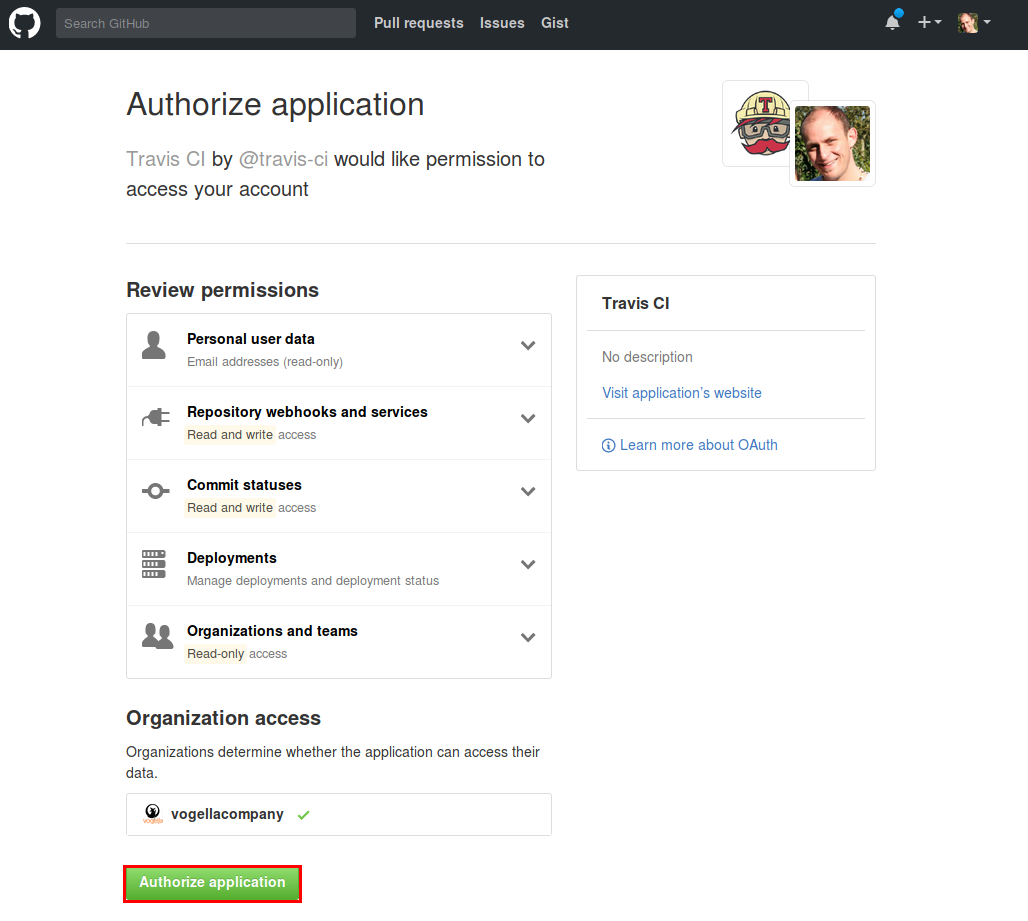 Search GitHub
Pull requests
Issues
Gist
Authorize application
Travis CI by @travis-ci would like permission to
access your account
T
Review permissions
Personal user data
Email addresses (read-only)
Repository webhooks and services
Read and write access
Commit statuses
Read and write access
Deployments
Manage deployments and deployment status
Organizations and teams
Read-only access
Travis CI
No description
Visit application's website
Learn more about OAuth
Organization access
Organizations determine whether the application can access their
data.
vogella
vogellacompany
Authorize application